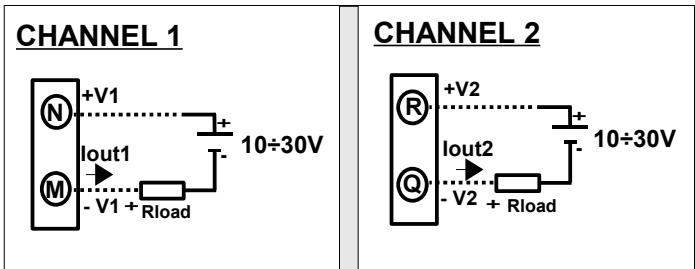 CHANNEL 1
N +V1
+
10÷30V
-
Iout1
M
- V1 + Rload
CHANNEL 2
R +V2
+
10÷30V
-
Iout2
Q
- V2 + Rload